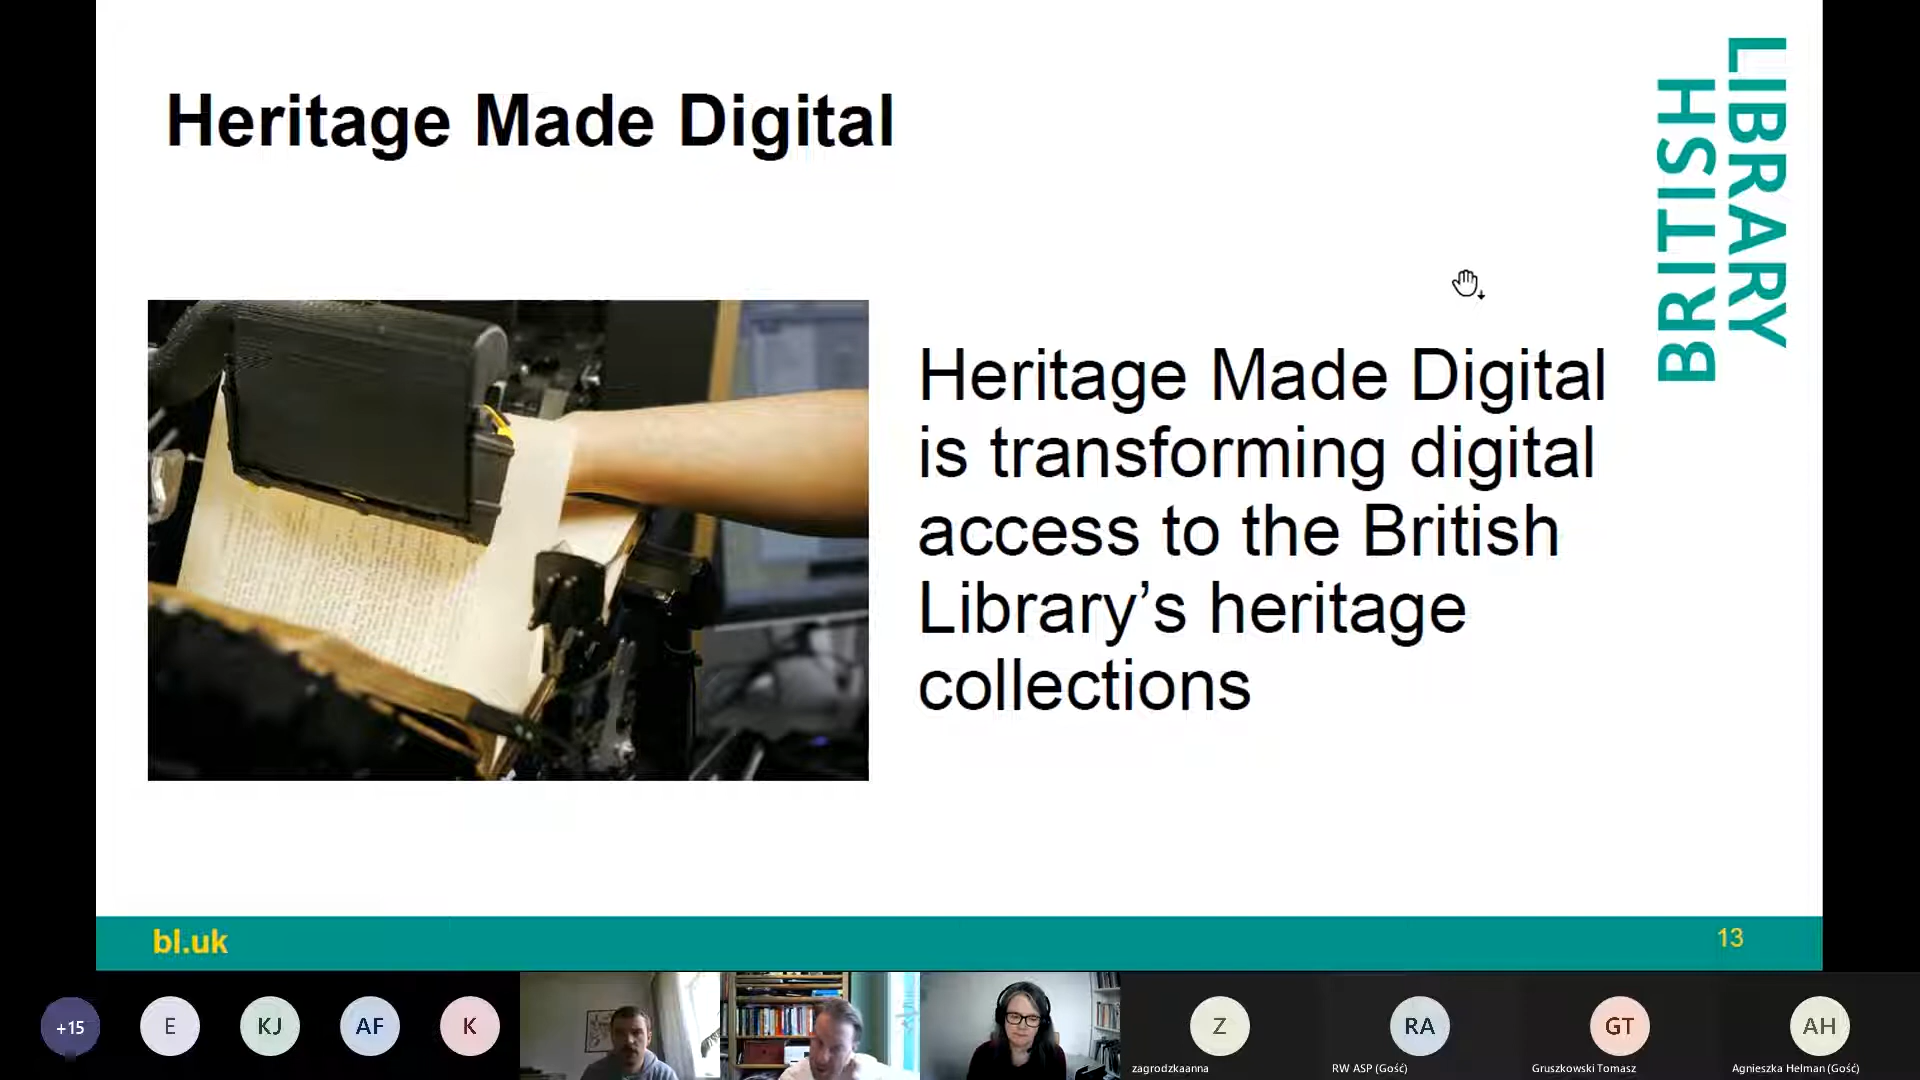 Heritage Made Digital
BRITISH
LIBRARY
Heritage Made Digital
is transforming digital
access to the British
Library’s heritage
collections
bl.uk
13
+15
E
KJ
AF
K
Z
RA
GT
AH
zagrodzkaanna
RW ASP (Gość)
Gruszkowski Tomasz
Agnieszka Helman (Gość)